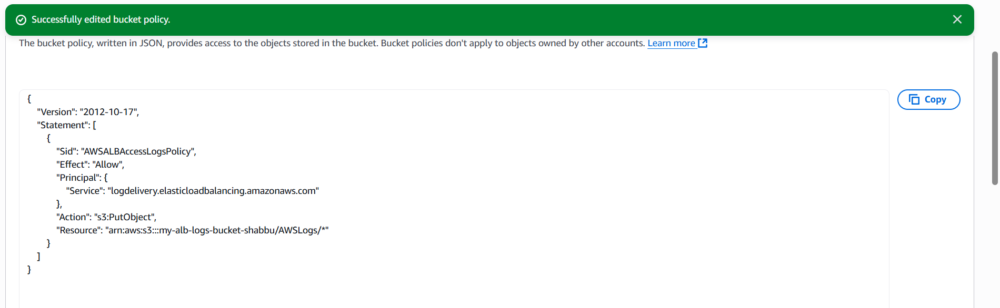 Successfully edited bucket policy.
The bucket policy, written in JSON, provides access to the objects stored in the bucket. Bucket policies don't apply to objects owned by other accounts. Learn more
Copy
{
"Version": "2012-10-17",
"Statement": [
{
"Sid": "AWSALBAccessLogsPolicy",
"Effect": "Allow",
"Principal": {
"Service": "logdelivery.elasticloadbalancing.amazonaws.com"
},
"Action": "s3:PutObject",
"Resource": "arn:aws:s3:::my-alb-logs-bucket-shabbu/AWSLogs/*"
}
]
}